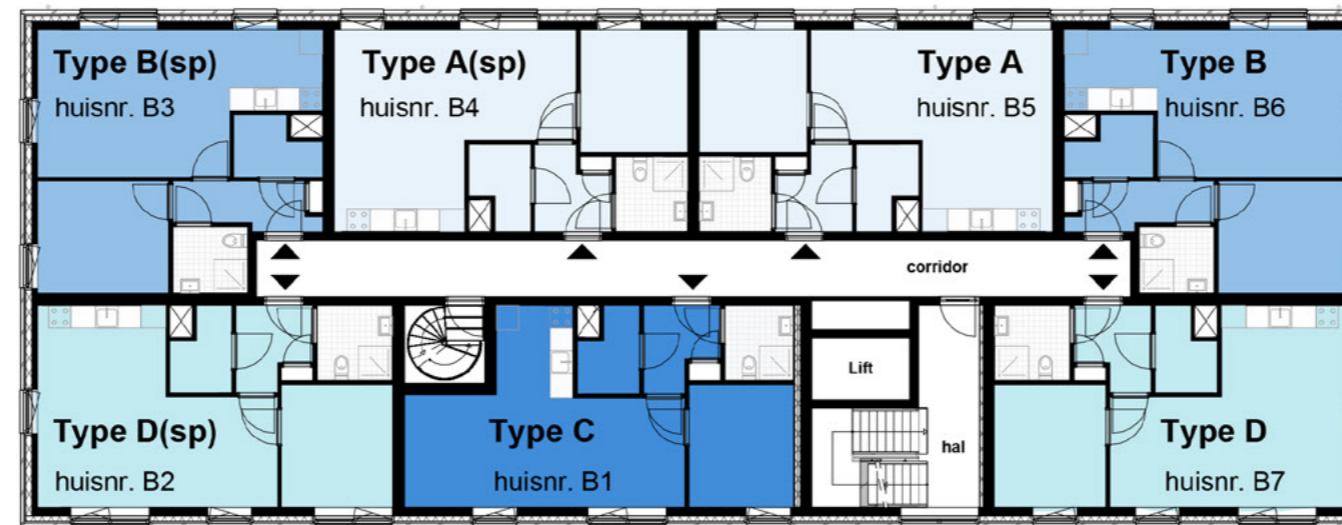 Type B(sp)
huisnr. B3
Type A(sp)
huisnr. B4
Type A
huisnr. B5
Type B
huisnr. B6
corridor
Type D(sp)
huisnr. B2
Type C
huisnr. B1
Lift
hal
Type D
huisnr. B7